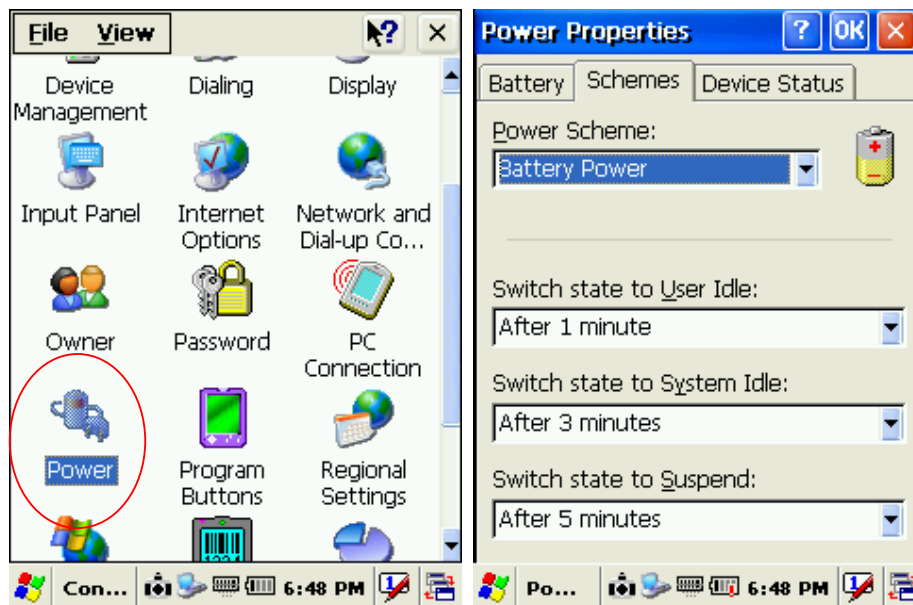 File View
?
×
Device Management
Dialing
Display
Input Panel
Internet Options
Network and Dial-up Co...
Owner
Password
PC Connection
Power
Program Buttons
Regional Settings
Con...
6:48 PM
Power Properties
?
OK
×
Battery
Schemes
Device Status
Power Scheme:
Battery Power
Switch state to User Idle:
After 1 minute
Switch state to System Idle:
After 3 minutes
Switch state to Suspend:
After 5 minutes
Po...
6:48 PM